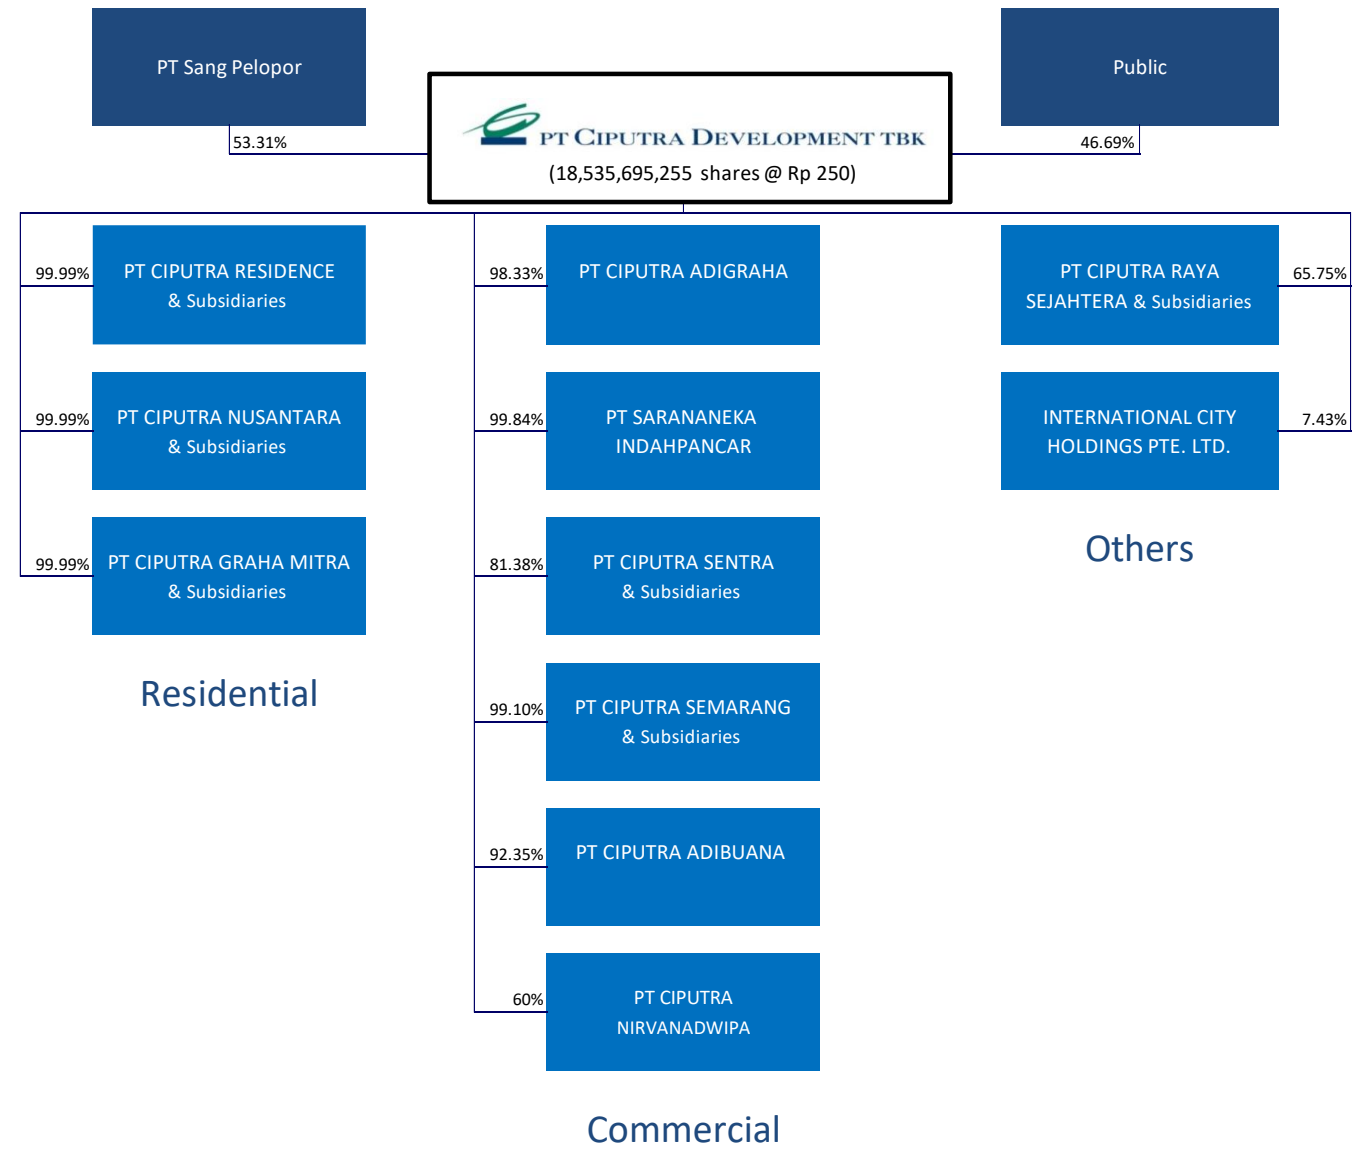 PT Sang Pelopor
Public
53.31%
PT CIPUTRA DEVELOPMENT TBK
(18,535,695,255 shares @ Rp 250)
46.69%
99.99%
PT CIPUTRA RESIDENCE
& Subsidiaries
99.99%
PT CIPUTRA NUSANTARA
& Subsidiaries
99.99%
PT CIPUTRA GRAHA MITRA
& Subsidiaries
Residential
98.33%
PT CIPUTRA ADIGRAHA
99.84%
PT SARANANEKA
INDAHPANCAR
81.38%
PT CIPUTRA SENTRA
& Subsidiaries
99.10%
PT CIPUTRA SEMARANG
& Subsidiaries
92.35%
PT CIPUTRA ADIBUANA
60%
PT CIPUTRA
NIRVANADWIPA
Commercial
PT CIPUTRA RAYA
SEJAHTERA & Subsidiaries
65.75%
INTERNATIONAL CITY
HOLDINGS PTE. LTD.
7.43%
Others